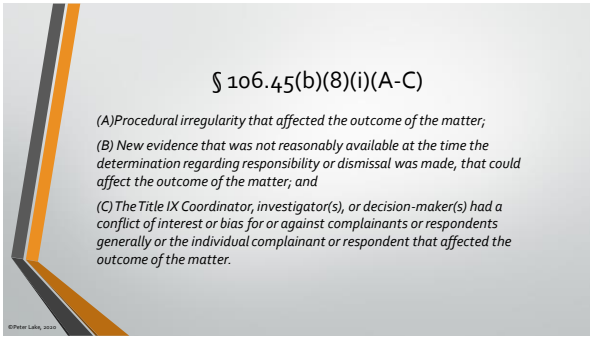 § 106.45(b)(8)(i)(A-C)
(A)Procedural irregularity that affected the outcome of the matter;
(B) New evidence that was not reasonably available at the time the
determination regarding responsibility or dismissal was made, that could
affect the outcome of the matter; and
(C) The Title IX Coordinator, investigator(s), or decision-maker(s) had a
conflict of interest or bias for or against complainants or respondents
generally or the individual complainant or respondent that affected the
outcome of the matter.
©Peter Lake, 2020